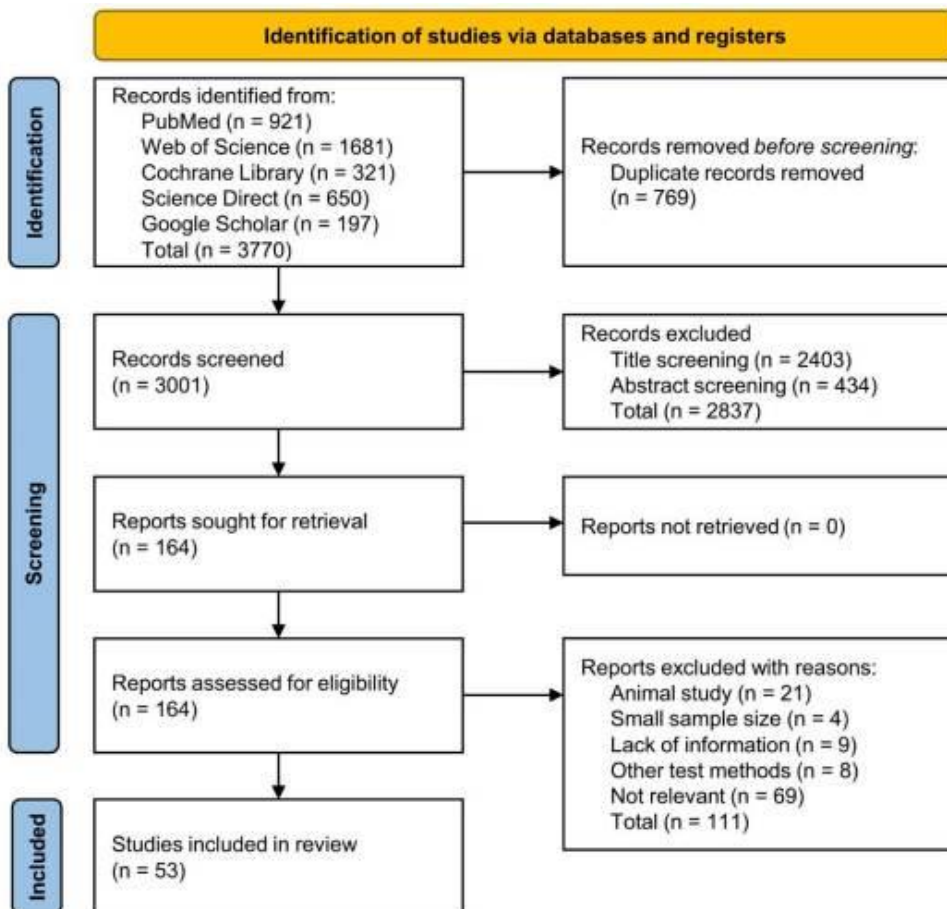 Identification of studies via databases and registers
Identification
Records identified from:
PubMed (n = 921)
Web of Science (n = 1681)
Cochrane Library (n = 321)
Science Direct (n = 650)
Google Scholar (n = 197)
Total (n = 3770)
Records removed before screening:
Duplicate records removed
(n = 769)
Screening
Records screened
(n = 3001)
Records excluded
Title screening (n = 2403)
Abstract screening (n = 434)
Total (n = 2837)
Reports sought for retrieval
(n = 164)
Reports not retrieved (n = 0)
Reports assessed for eligibility
(n = 164)
Reports excluded with reasons:
Animal study (n = 21)
Small sample size (n = 4)
Lack of information (n = 9)
Other test methods (n = 8)
Not relevant (n = 69)
Total (n = 111)
Included
Studies included in review
(n = 53)